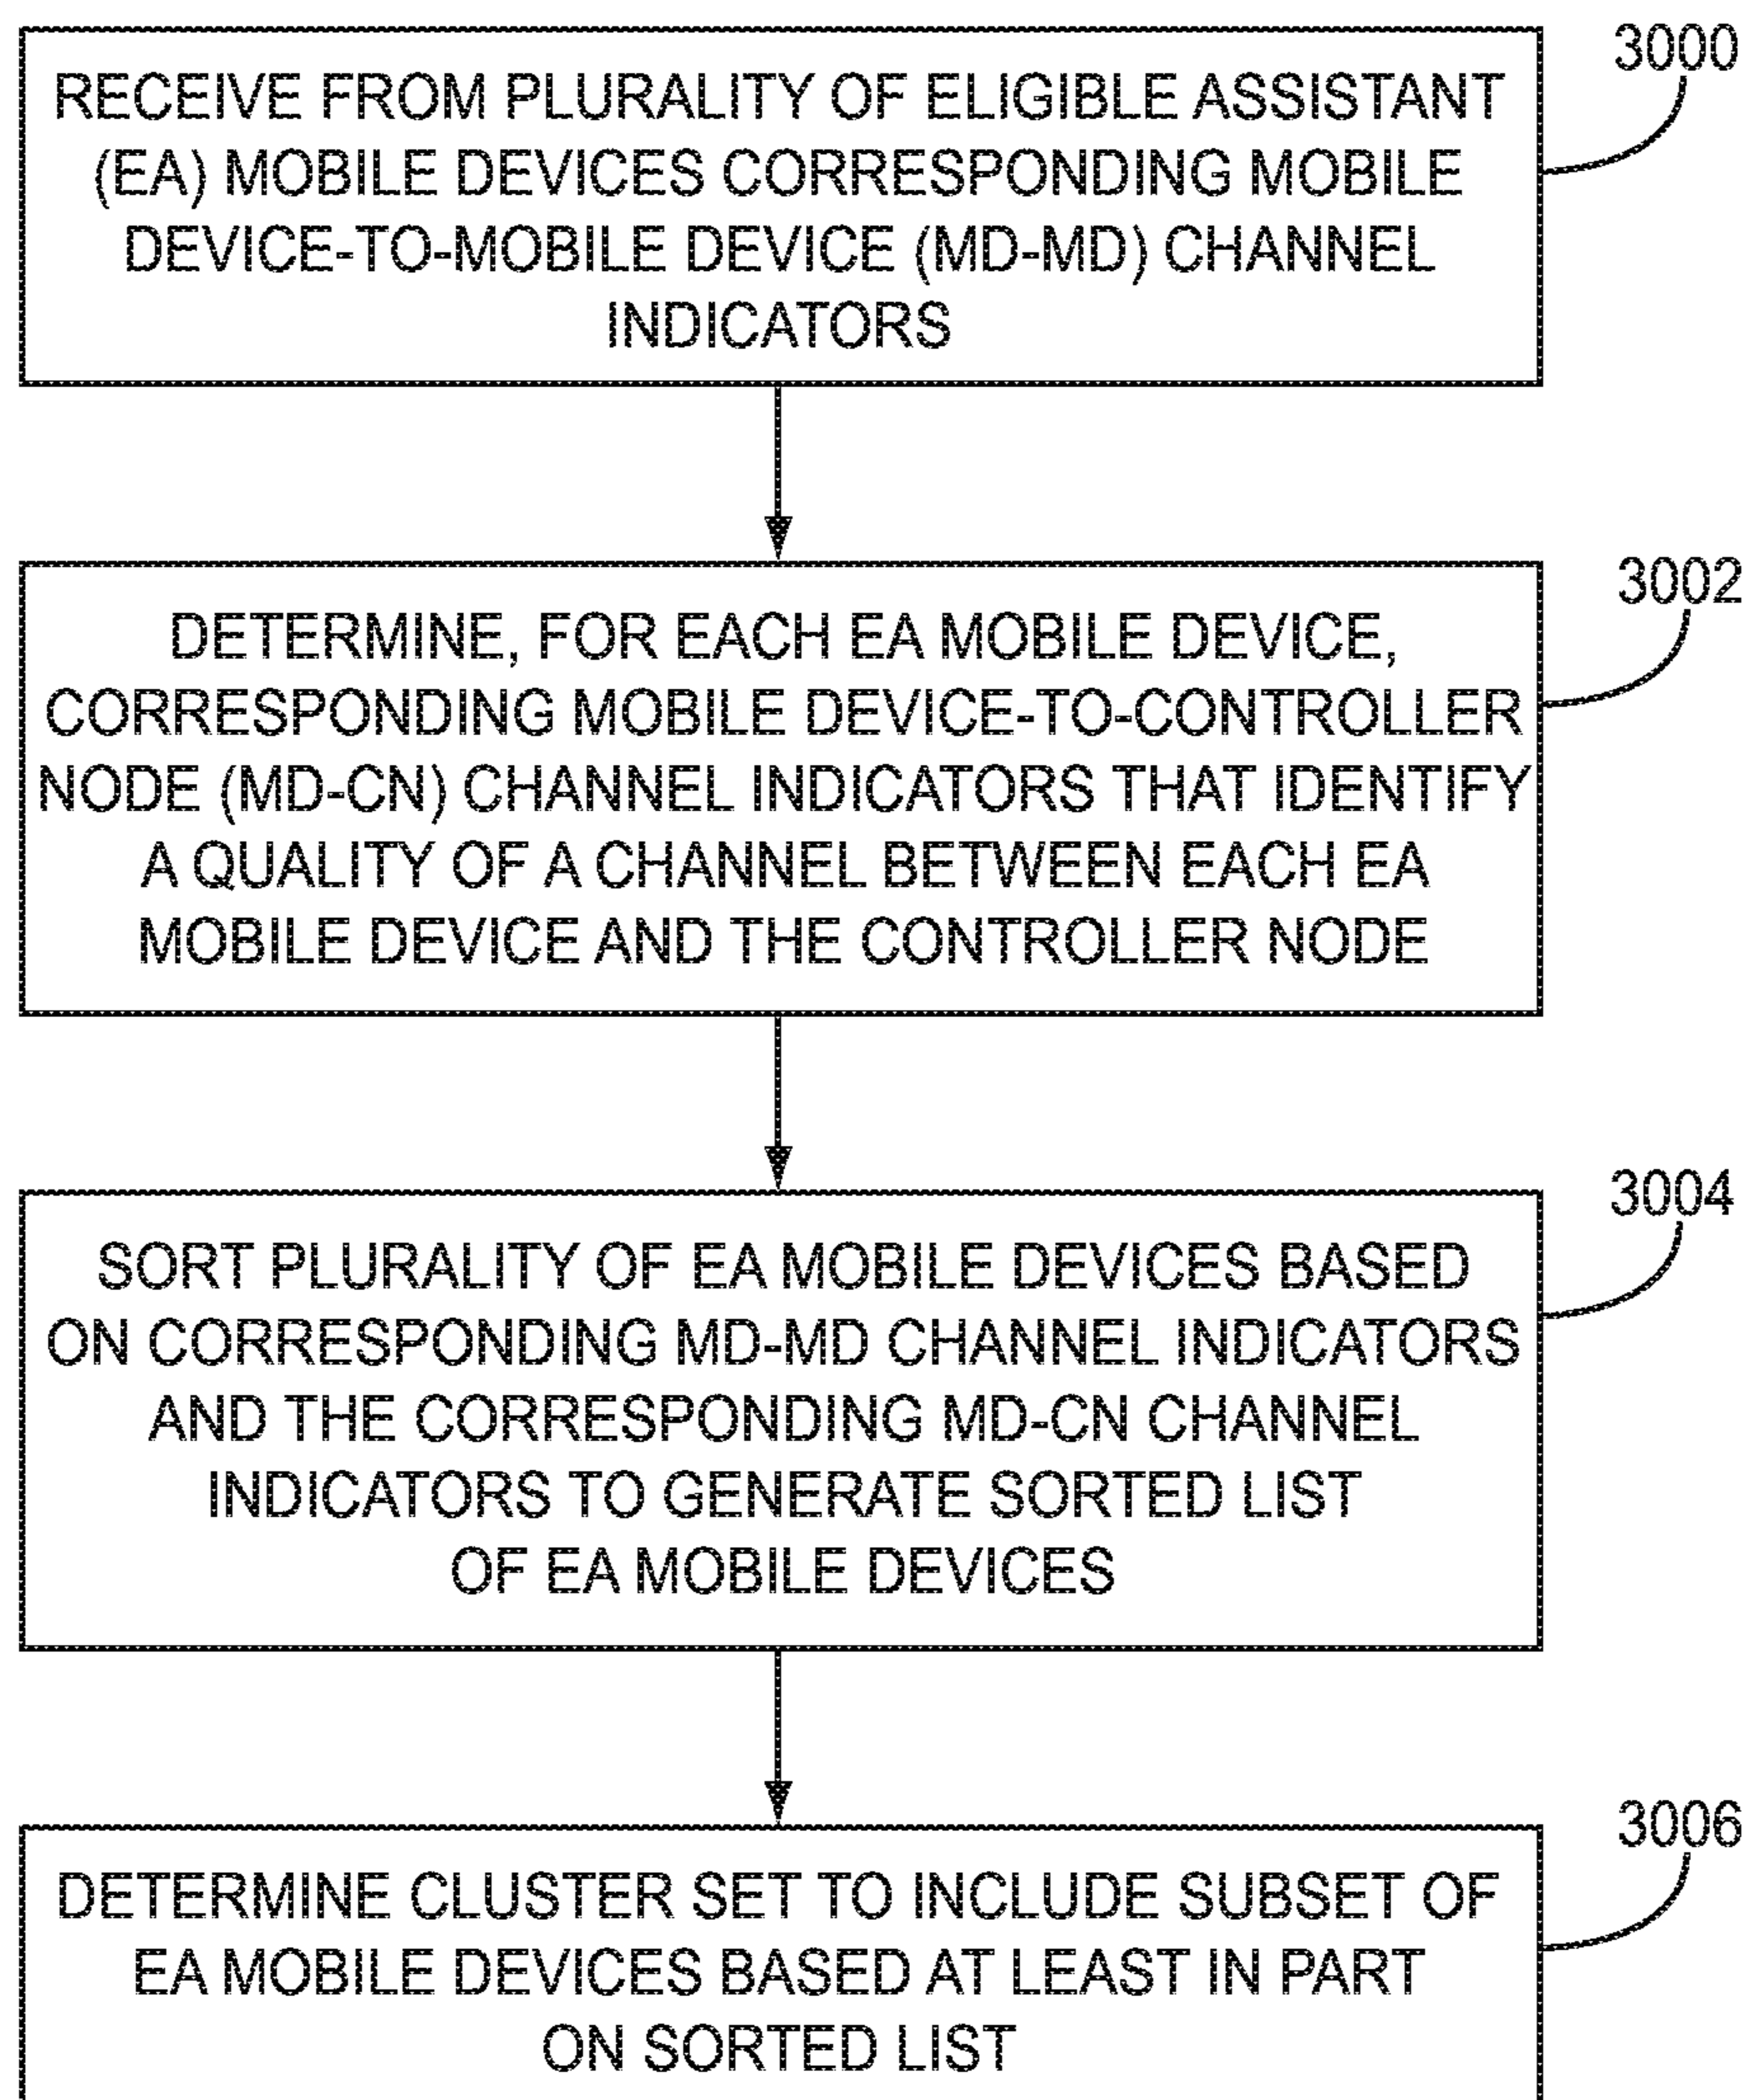 3000
RECEIVE FROM PLURALITY OF ELIGIBLE ASSISTANT
(EA) MOBILE DEVICES CORRESPONDING MOBILE
DEVICE-TO-MOBILE DEVICE (MD-MD) CHANNEL
INDICATORS
3002
DETERMINE, FOR EACH EA MOBILE DEVICE,
CORRESPONDING MOBILE DEVICE-TO-CONTROLLER
NODE (MD-CN) CHANNEL INDICATORS THAT IDENTIFY
A QUALITY OF A CHANNEL BETWEEN EACH EA
MOBILE DEVICE AND THE CONTROLLER NODE
3004
SORT PLURALITY OF EA MOBILE DEVICES BASED
ON CORRESPONDING MD-MD CHANNEL INDICATORS
AND THE CORRESPONDING MD-CN CHANNEL
INDICATORS TO GENERATE SORTED LIST
OF EA MOBILE DEVICES
3006
DETERMINE CLUSTER SET TO INCLUDE SUBSET OF
EA MOBILE DEVICES BASED AT LEAST IN PART
ON SORTED LIST